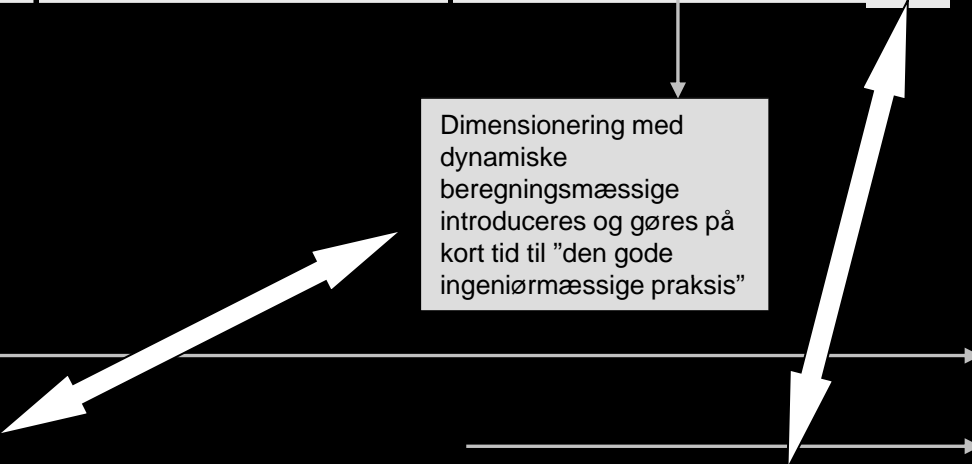 Dimensionering med
dynamiske
beregningsmæssige
introduceres og gøres på
kort tid til ”den gode
ingeniørmæssige praksis”